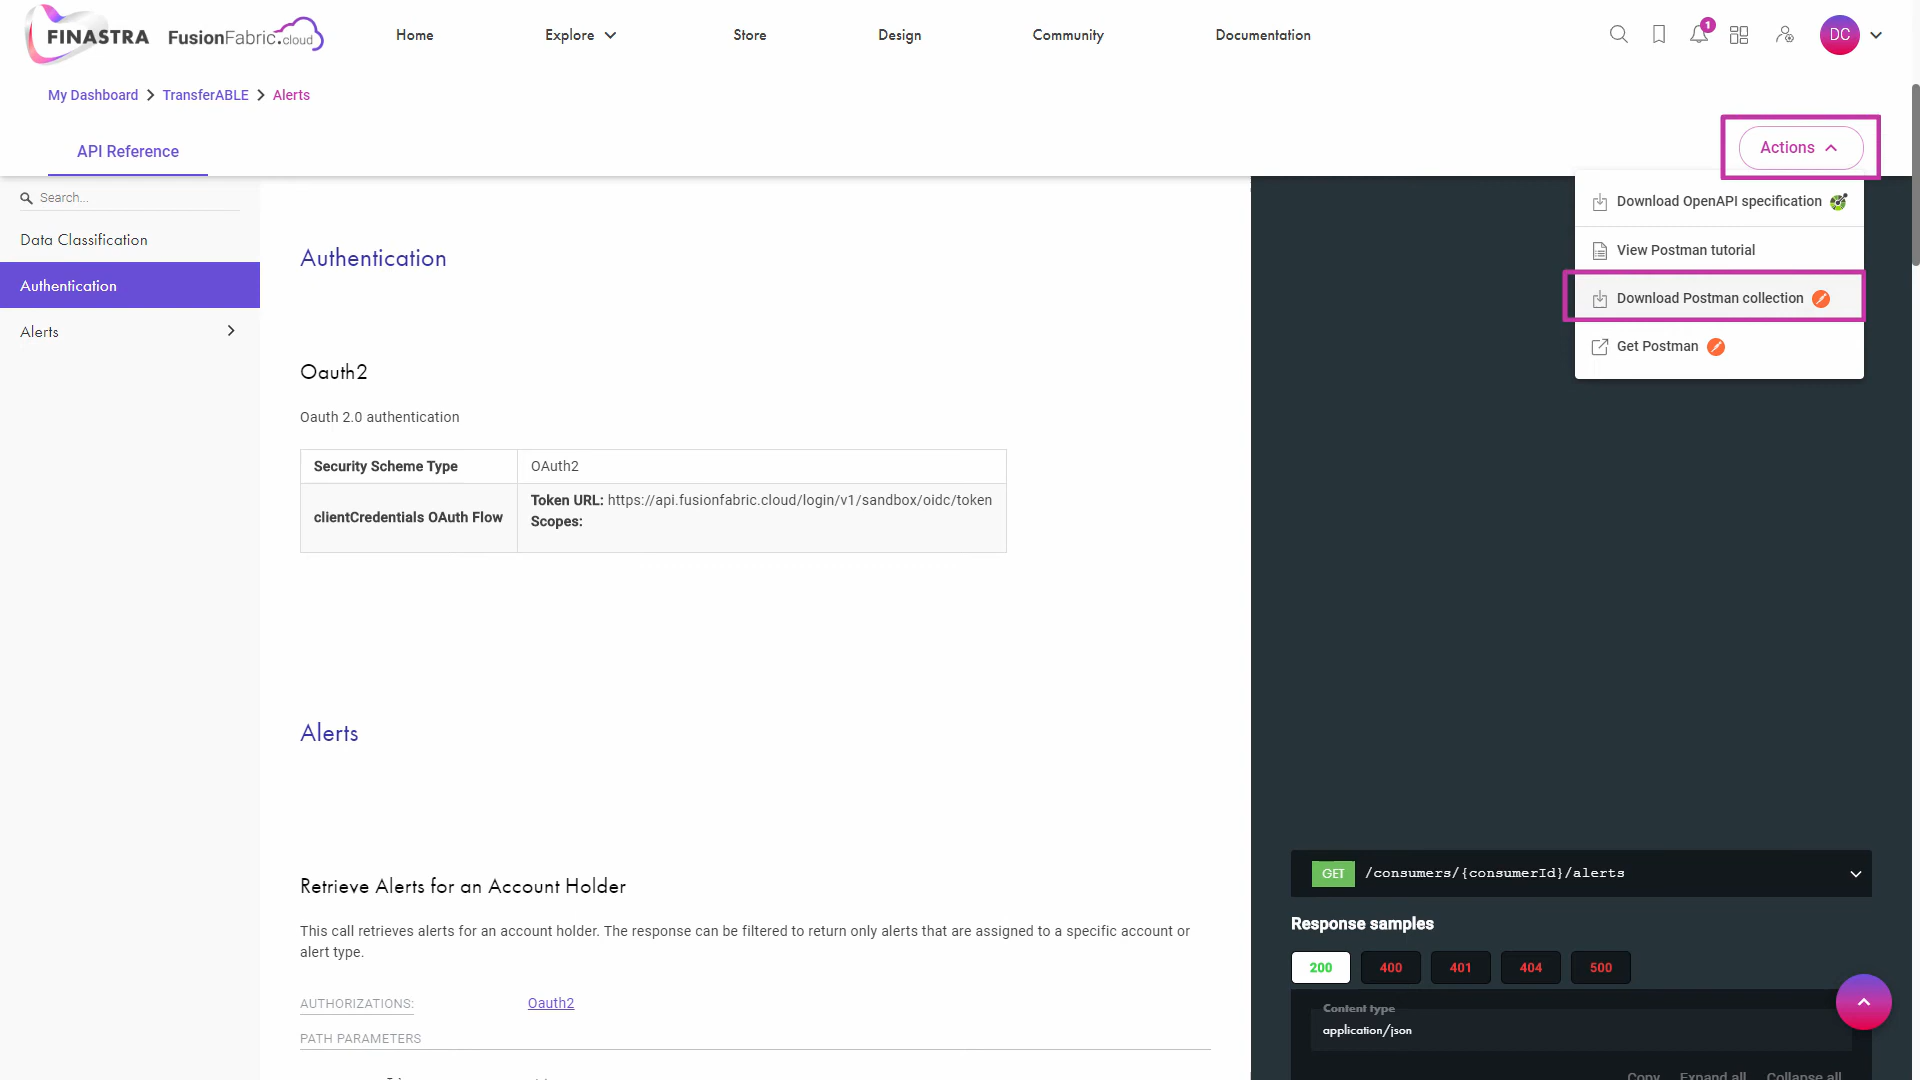 FINASTRA FusionFabric.cloud
Home
Explore
Store
Design
Community
Documentation
1
DC
My Dashboard > TransferABLE > Alerts
API Reference
Actions
Search...
Data Classification
Authentication
Alerts
Download OpenAPI specification
View Postman tutorial
Download Postman collection
Get Postman
Authentication
Oauth2
Oauth 2.0 authentication
Security Scheme Type OAuth2
clientCredentials OAuth Flow
Token URL: https://api.fusionfabric.cloud/login/v1/sandbox/oidc/token
Scopes:
Alerts
Retrieve Alerts for an Account Holder
This call retrieves alerts for an account holder. The response can be filtered to return only alerts that are assigned to a specific account or
alert type.
AUTHORIZATIONS: Oauth2
PATH PARAMETERS
GET /consumers/{consumerId}/alerts
Response samples
200 400 401 404 500
Content type
application/json
Copy Expand all Collapse all